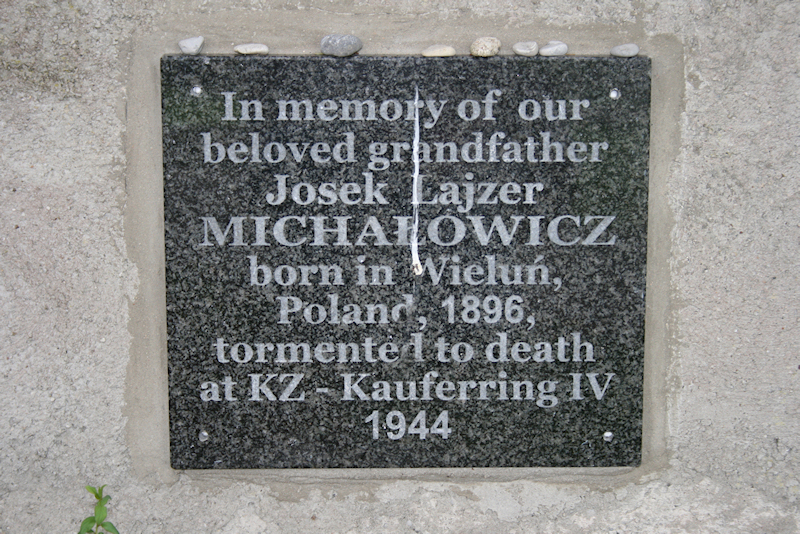 In memory of our
beloved grandfather
Josek Lajzer
MICHAŁOWICZ
born in Wieluń,
Poland, 1896,
tormented to death
at KZ - Kauferring IV
1944